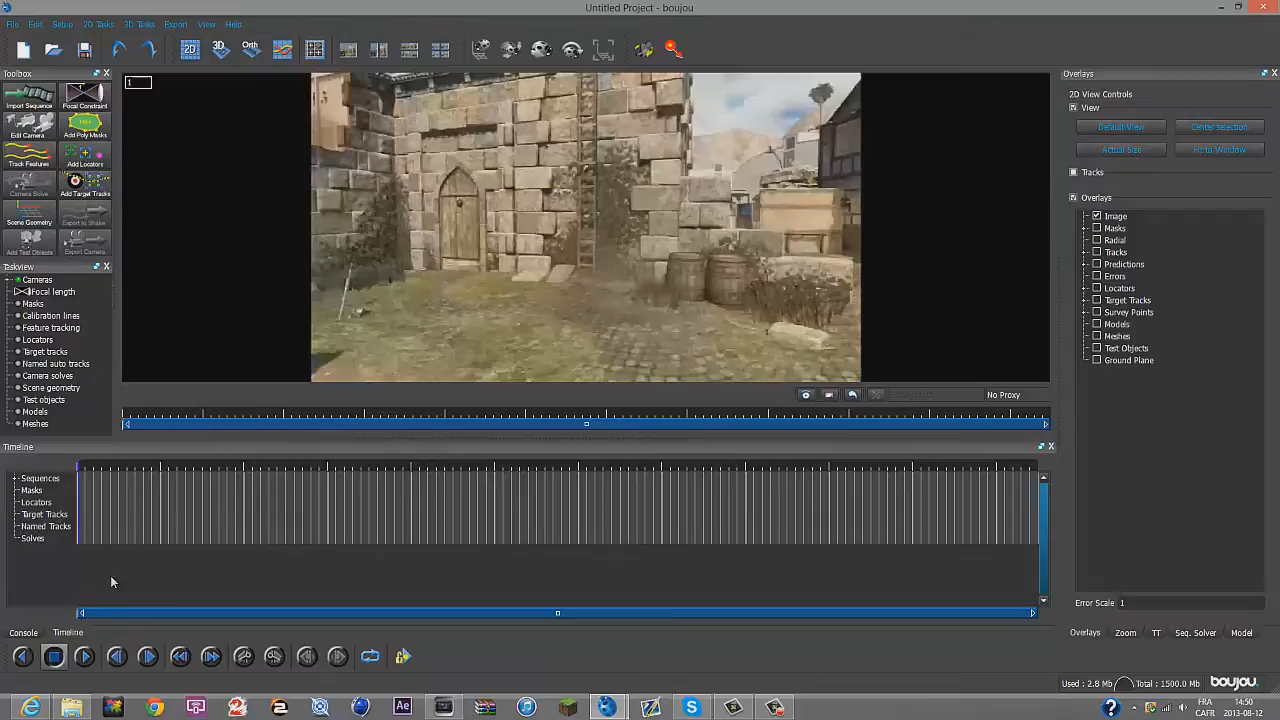 Untitled Project - boujou
File Edit Setup 2D Tasks 3D Tasks Export View Help
2D 3D Orth
Toolbox
Import Sequence Focal Constraint
Edit Camera Add Poly Masks
Track Features Add Locators
Camera Solve Add Target Tracks
Scene Geometry Export to Shake
Add Test Objects Export Camera
Taskview
Cameras
Focal length
Masks
Calibration lines
Feature tracking
Locators
Target tracks
Named auto tracks
Camera solves
Scene geometry
Test objects
Models
Meshes
1
No Proxy
Overlays
2D View Controls
View
Default View Center selection
Actual Size Fit to Window
Tracks
Overlays
Image
Masks
Radial
Tracks
Predictions
Errors
Locators
Target Tracks
Survey Points
Models
Meshes
Test Objects
Ground Plane
Error Scale 1
Overlays Zoom TT Seq. Solver Model
Timeline
Sequences
Masks
Locators
Target Tracks
Named Tracks
Solves
Console Timeline
Used : 2.8 Mb Total : 1500.0 Mb boujou
Ae
FRA
CAFR
14:50
2013-08-12